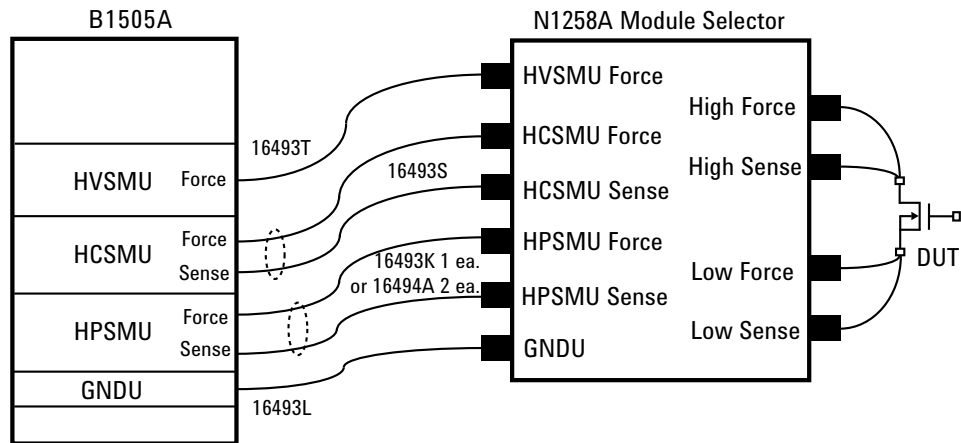 B1505A
N1258A Module Selector
HVSMU Force
HCSMU Force
Sense
HPSMU Force
Sense
GNDU
16493T
16493S
16493K 1 ea.
or 16494A 2 ea.
16493L
HVSMU Force
HCSMU Force
HCSMU Sense
HPSMU Force
HPSMU Sense
GNDU
High Force
High Sense
Low Force
Low Sense
DUT